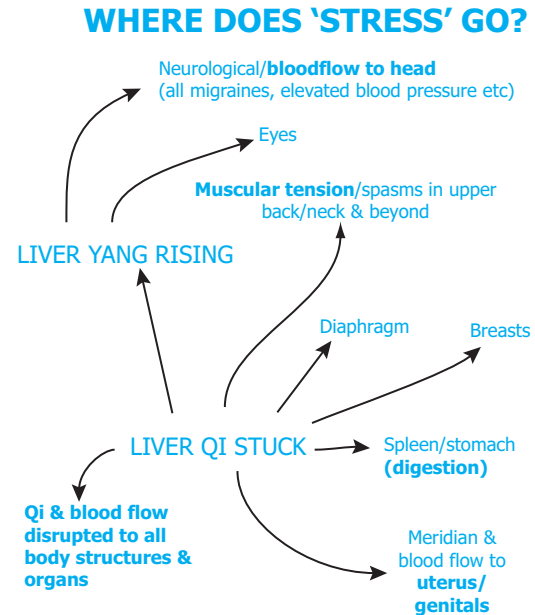 WHERE DOES ‘STRESS’ GO?
Neurological/bloodflow to head
(all migraines, elevated blood pressure etc)
Eyes
Muscular tension/spasms in upper
back/neck & beyond
LIVER YANG RISING
Diaphragm
Breasts
LIVER QI STUCK
Spleen/stomach
(digestion)
Qi & blood flow
disrupted to all
body structures &
organs
Meridian &
blood flow to
uterus/
genitals